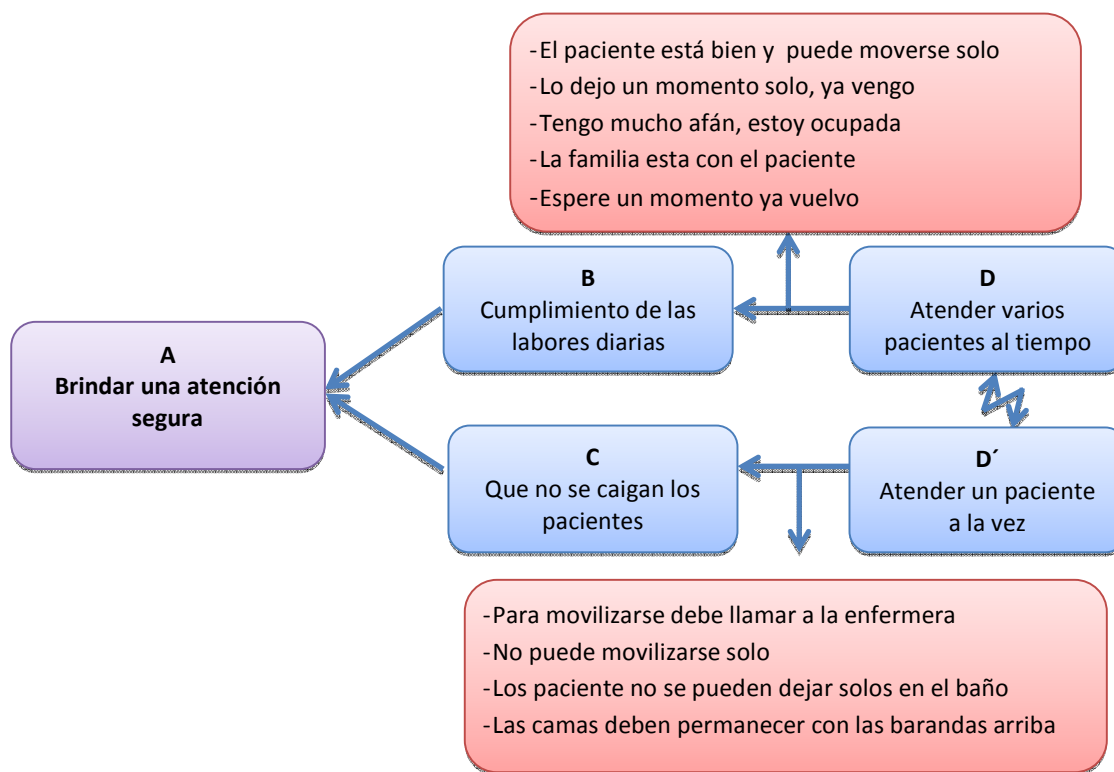 -El paciente está bien y puede moverse solo
-Lo dejo un momento solo, ya vengo
-Tengo mucho afán, estoy ocupada
-La familia esta con el paciente
-Espere un momento ya vuelvo
B
Cumplimiento de las
labores diarias
D
Atender varios
pacientes al tiempo
A
Brindar una atención
segura
C
Que no se caigan los
pacientes
D´
Atender un paciente
a la vez
-Para movilizarse debe llamar a la enfermera
-No puede movilizarse solo
-Los paciente no se pueden dejar solos en el baño
-Las camas deben permanecer con las barandas arriba